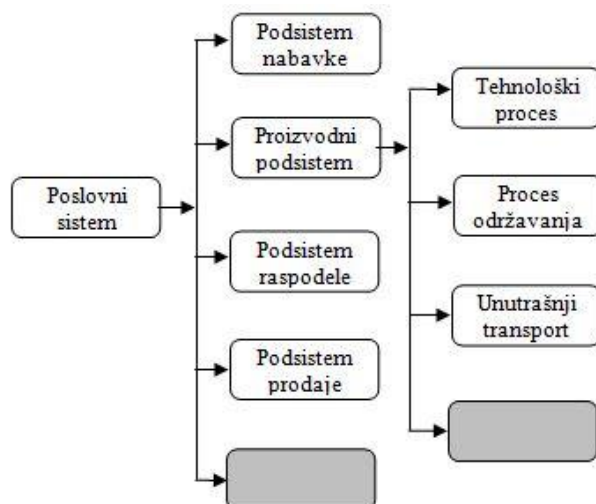 Poslovni
sistem
Podsistem
nabavke
Proizvodni
podsistem
Podsistem
raspodele
Podsistem
prodaje
Tehnološki
proces
Proces
održavanja
Unutrašnji
transport